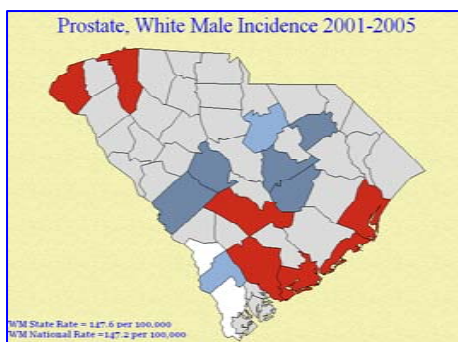 Prostate, White Male Incidence 2001-2005
WM State Rate = 147.6 per 100,000
WM National Rate =147.2 per 100,000